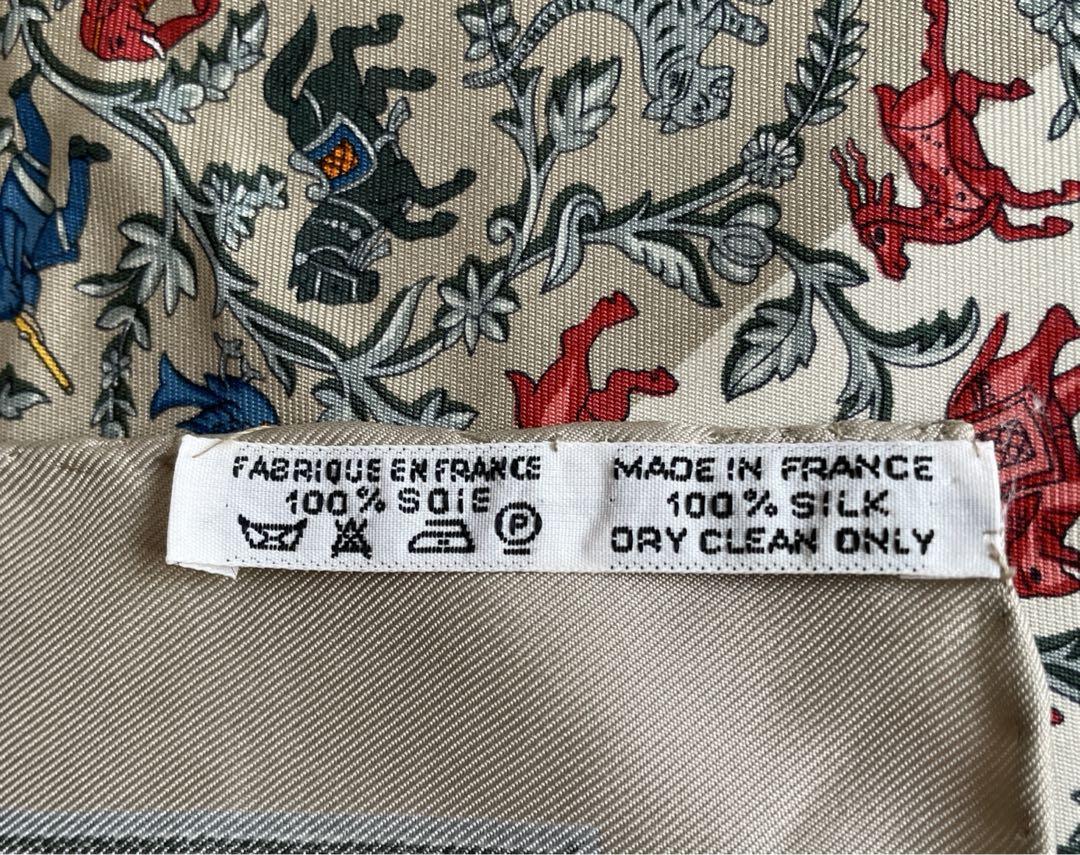 FABRIQUE EN FRANCE
100% SOIE
P
MADE IN FRANCE
100% SILK
DRY CLEAN ONLY